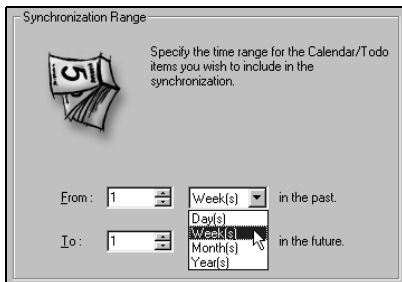 Synchronization Range
Specify the time range for the Calendar/Todo
items you wish to include in the
synchronization.
5
From : 1 Week(s) in the past.
Day(s)
To : 1 Week(s) in the future.
Month(s)
Year(s)